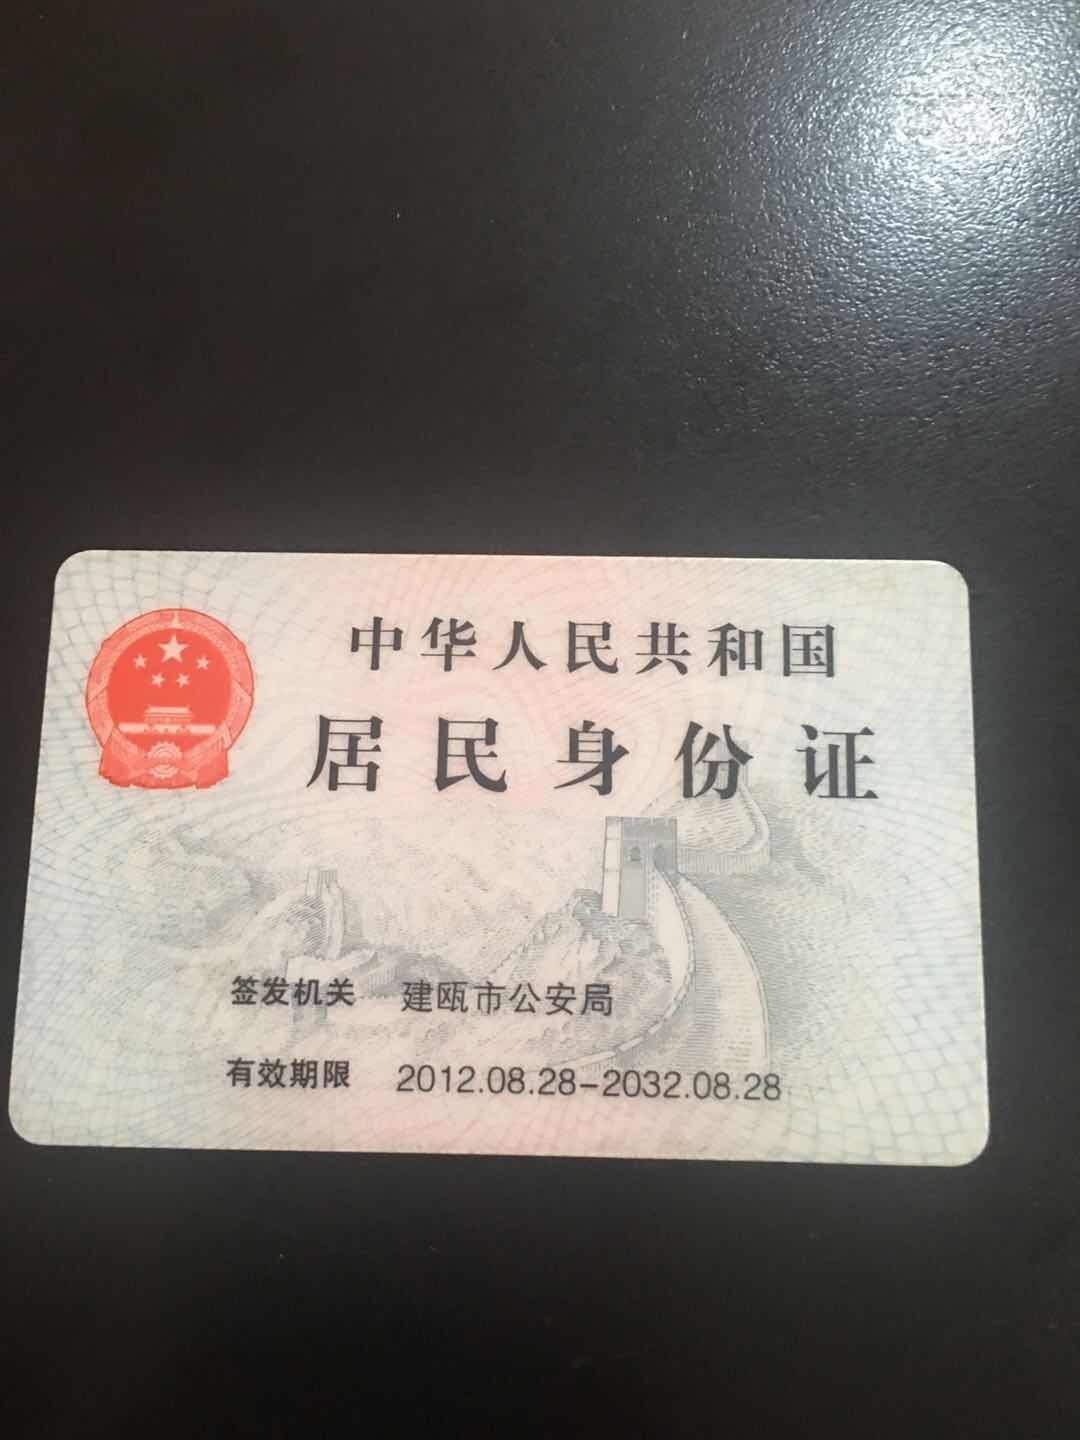 中华人民共和国
居民身份证
签发机关 建瓯市公安局
有效期限 2012.08.28-2032.08.28